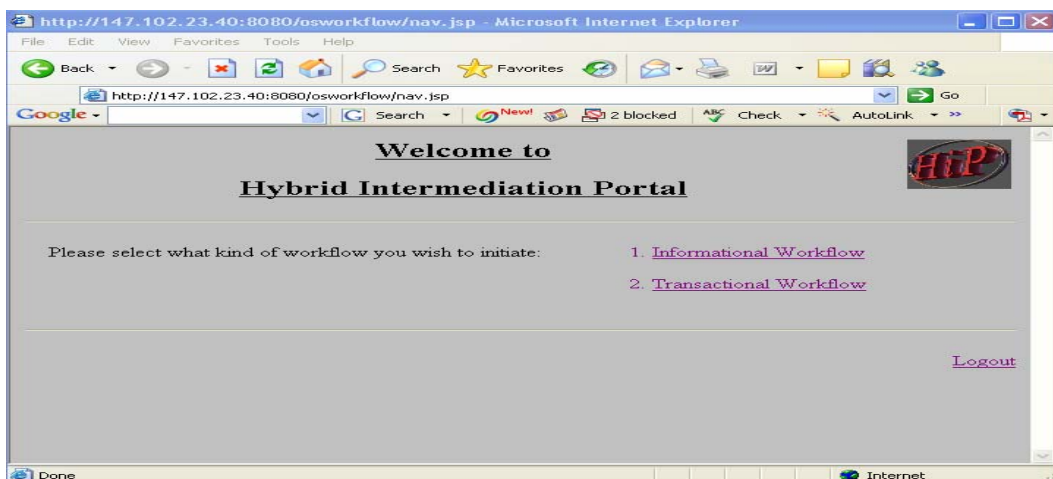 http://147.102.23.40:8080/osworkflow/nav.jsp - Microsoft Internet Explorer
File Edit View Favorites Tools Help
Back Search Favorites
http://147.102.23.40:8080/osworkflow/nav.jsp Go
Google Search New! 2 blocked ABC Check AutoLink »
Welcome to
HiP
Hybrid Intermediation Portal
Please select what kind of workflow you wish to initiate: 1. Informational Workflow
2. Transactional Workflow
Logout
Done Internet